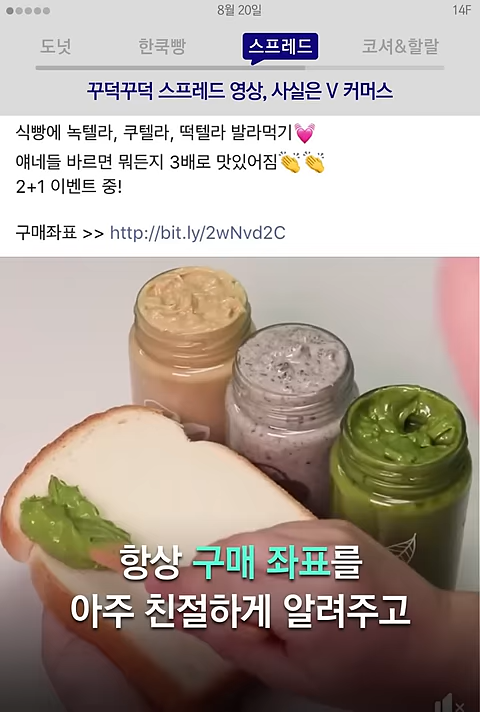 8월 20일
14F
도넛
한쿡빵
스프레드
코셔&할랄
꾸덕꾸덕 스프레드 영상, 사실은 V 커머스
식빵에 녹텔라, 쿠텔라, 떡텔라 발라먹기💓
얘네들 바르면 뭐든지 3배로 맛있어짐👏👏
2+1 이벤트 중!
구매좌표 >> http://bit.ly/2wNvd2C
항상 구매 좌표를
아주 친절하게 알려주고